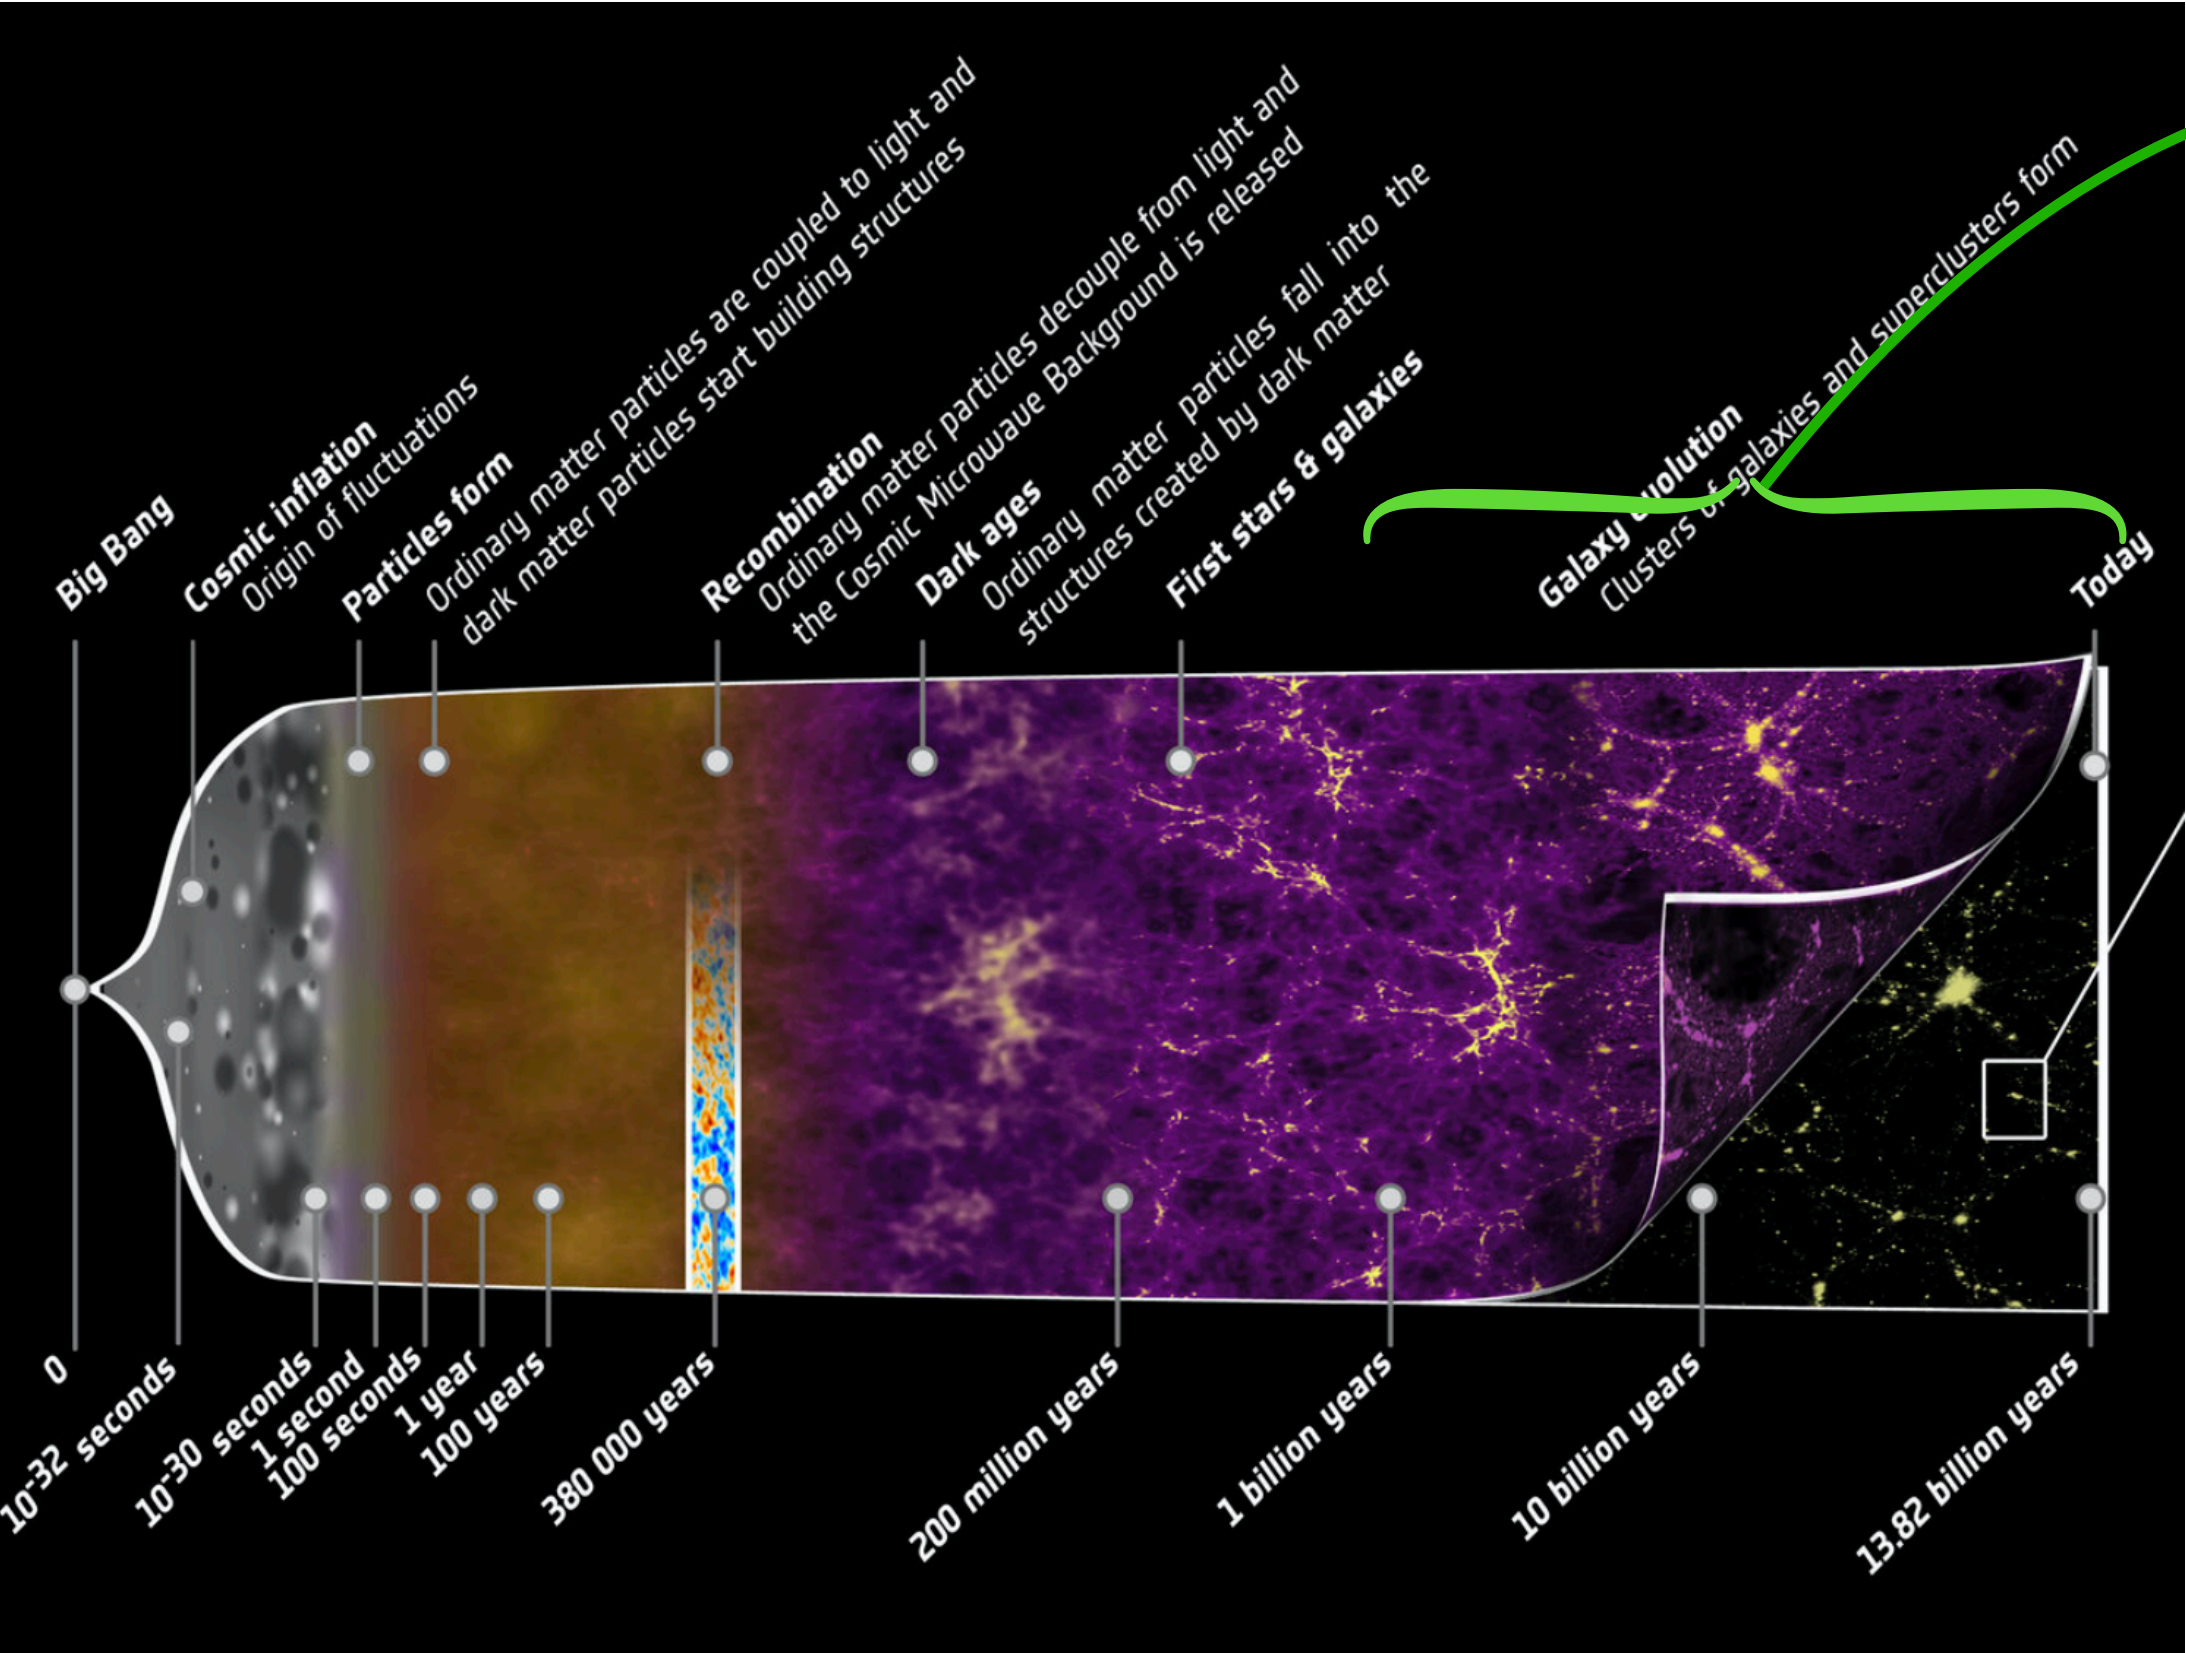 Big Bang
Cosmic inflation
Origin of fluctuations
Particles form
Ordinary matter particles are coupled to light and
dark matter particles start building structures
Recombination
Ordinary matter particles decouple from light and
the Cosmic Microwave Background is released
Dark ages
Ordinary matter particles fall into the
structures created by dark matter
First stars & galaxies
Galaxy evolution
Clusters of galaxies and superclusters form
Today
0
10-32 seconds
10-30 seconds
1 second
100 seconds
1 year
100 years
380 000 years
200 million years
1 billion years
10 billion years
13.82 billion years